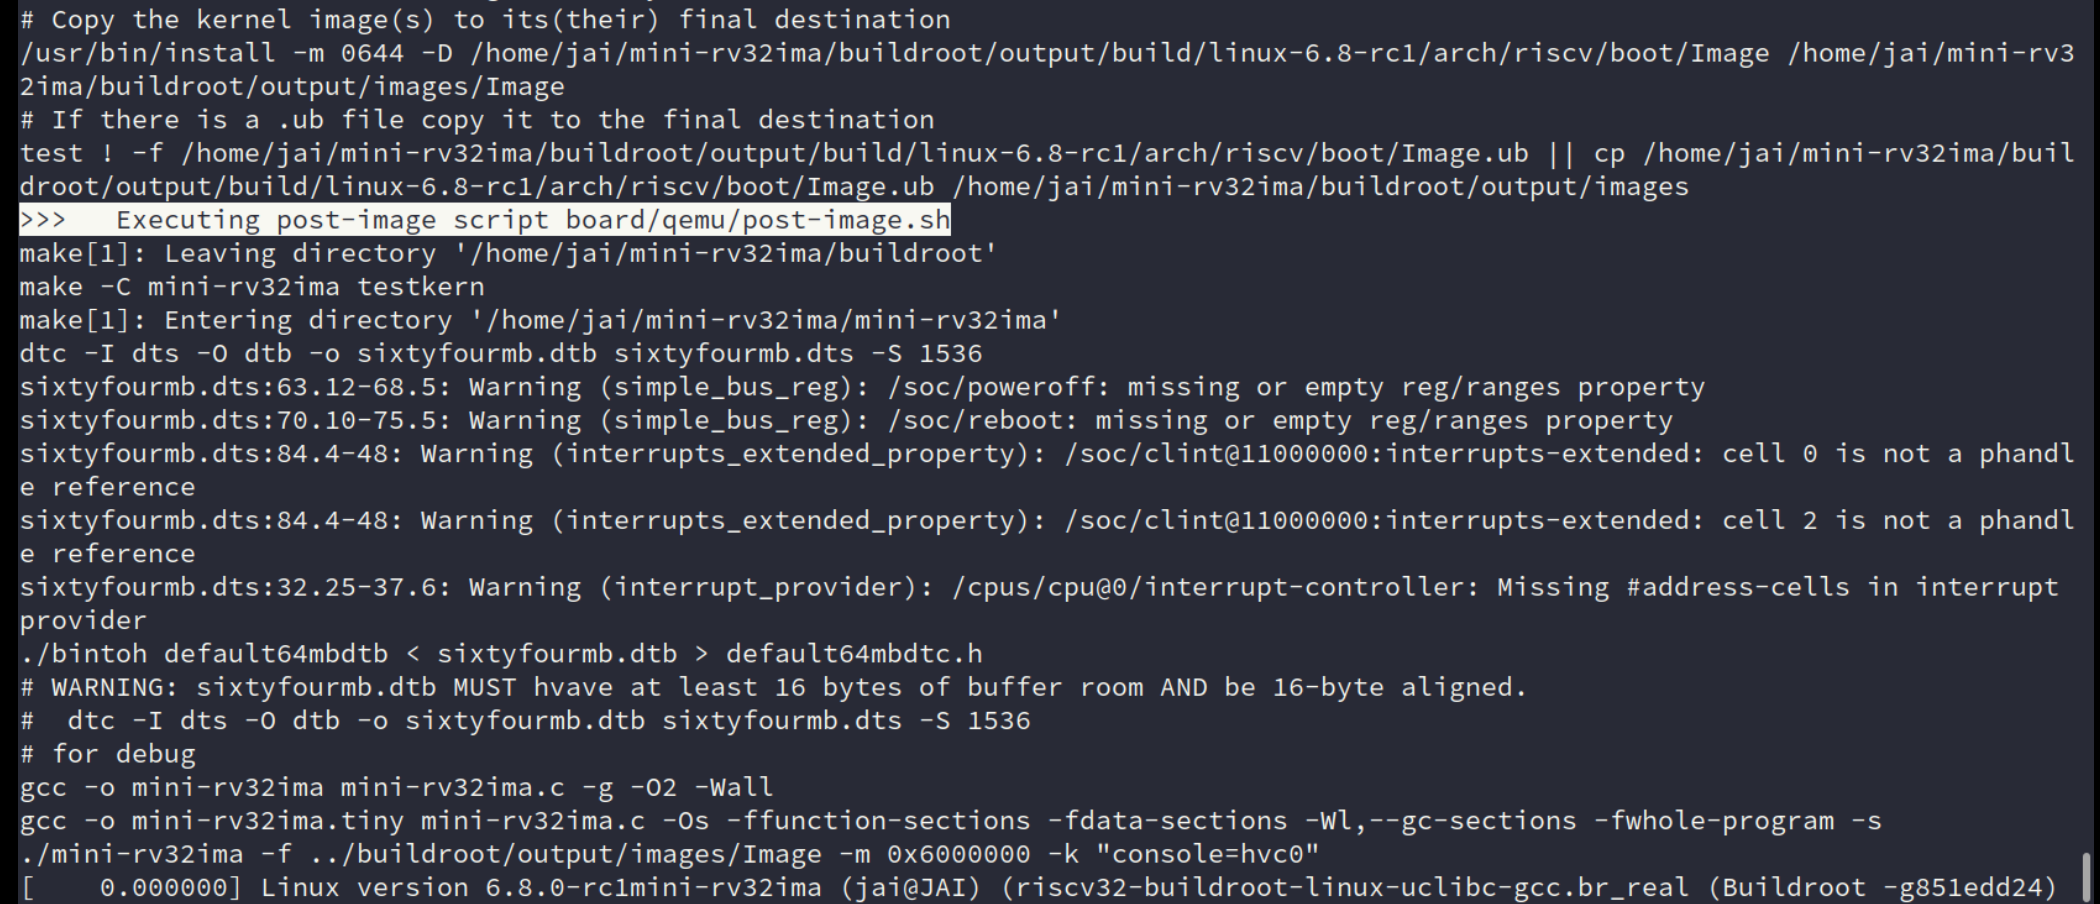 # Copy the kernel image(s) to its(their) final destination
/usr/bin/install -m 0644 -D /home/jai/mini-rv32ima/buildroot/output/build/linux-6.8-rc1/arch/riscv/boot/Image /home/jai/mini-rv3
2ima/buildroot/output/images/Image
# If there is a .ub file copy it to the final destination
test ! -f /home/jai/mini-rv32ima/buildroot/output/build/linux-6.8-rc1/arch/riscv/boot/Image.ub || cp /home/jai/mini-rv32ima/buil
droot/output/build/linux-6.8-rc1/arch/riscv/boot/Image.ub /home/jai/mini-rv32ima/buildroot/output/images
>>>   Executing post-image script board/qemu/post-image.sh
make[1]: Leaving directory '/home/jai/mini-rv32ima/buildroot'
make -C mini-rv32ima testkern
make[1]: Entering directory '/home/jai/mini-rv32ima/mini-rv32ima'
dtc -I dts -O dtb -o sixtyfourmb.dtb sixtyfourmb.dts -S 1536
sixtyfourmb.dts:63.12-68.5: Warning (simple_bus_reg): /soc/poweroff: missing or empty reg/ranges property
sixtyfourmb.dts:70.10-75.5: Warning (simple_bus_reg): /soc/reboot: missing or empty reg/ranges property
sixtyfourmb.dts:84.4-48: Warning (interrupts_extended_property): /soc/clint@11000000:interrupts-extended: cell 0 is not a phandl
e reference
sixtyfourmb.dts:84.4-48: Warning (interrupts_extended_property): /soc/clint@11000000:interrupts-extended: cell 2 is not a phandl
e reference
sixtyfourmb.dts:32.25-37.6: Warning (interrupt_provider): /cpus/cpu@0/interrupt-controller: Missing #address-cells in interrupt
provider
./bintoh default64mbdtb < sixtyfourmb.dtb > default64mbdtc.h
# WARNING: sixtyfourmb.dtb MUST hvave at least 16 bytes of buffer room AND be 16-byte aligned.
#  dtc -I dts -O dtb -o sixtyfourmb.dtb sixtyfourmb.dts -S 1536
# for debug
gcc -o mini-rv32ima mini-rv32ima.c -g -O2 -Wall
gcc -o mini-rv32ima.tiny mini-rv32ima.c -Os -ffunction-sections -fdata-sections -Wl,--gc-sections -fwhole-program -s
./mini-rv32ima -f ../buildroot/output/images/Image -m 0x6000000 -k "console=hvc0"
[    0.000000] Linux version 6.8.0-rc1mini-rv32ima (jai@JAI) (riscv32-buildroot-linux-uclibc-gcc.br_real (Buildroot -g851edd24)